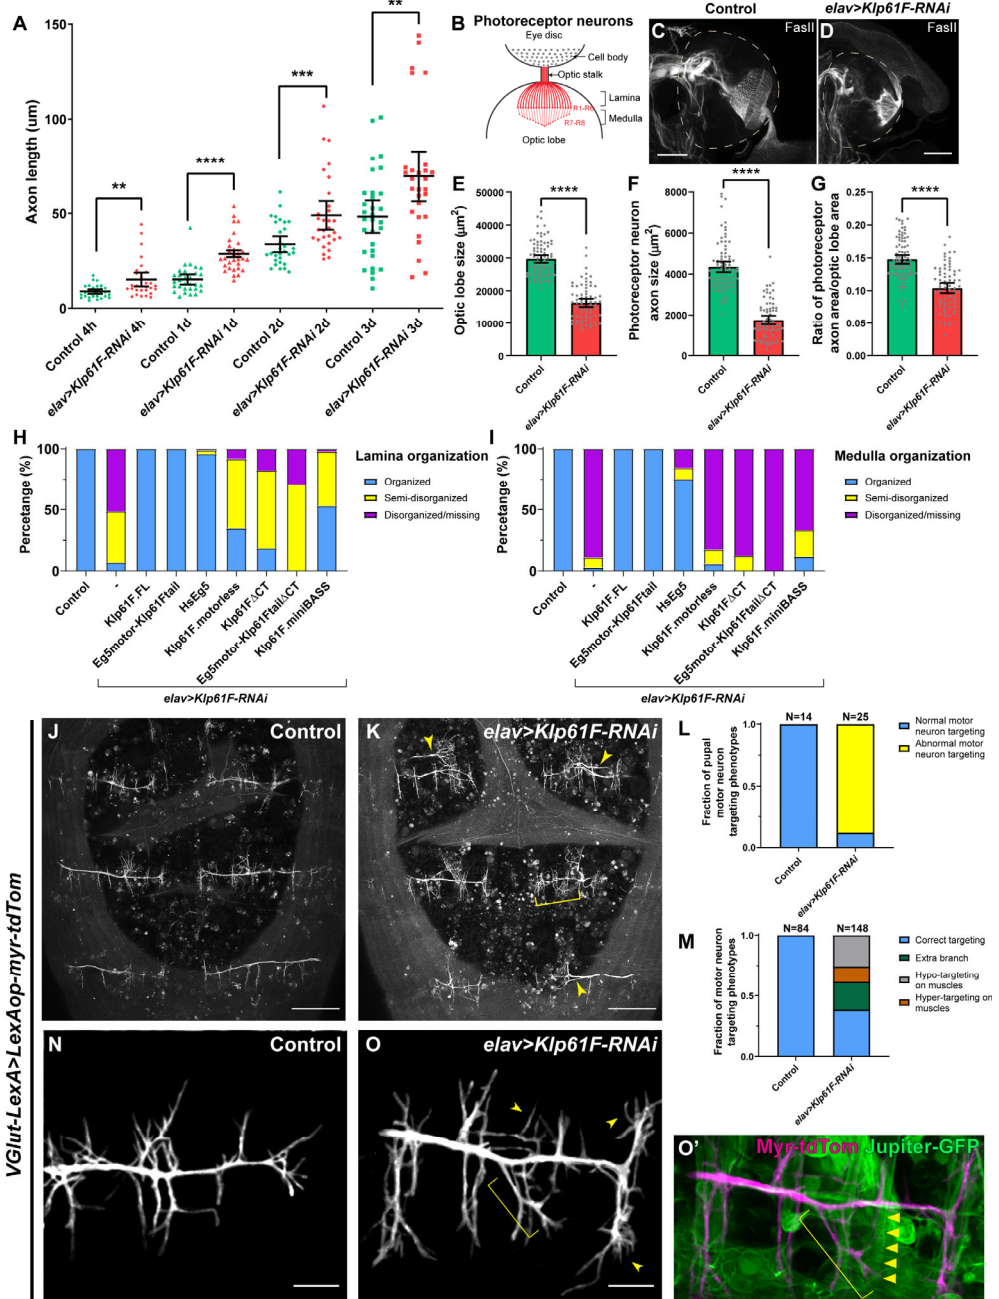 A
Axon length (um)
150
100
50
0
**
****
***
**
Control 4h
elav>Klp61F-RNAi 4h
Control 1d
elav>Klp61F-RNAi 1d
Control 2d
elav>Klp61F-RNAi 2d
Control 3d
elav>Klp61F-RNAi 3d
B Photoreceptor neurons
Eye disc
Cell body
Optic stalk
Lamina
R1-R6
Medulla
R7-R8
Optic lobe
Control
C FasII
elav>Klp61F-RNAi
D FasII
E
Optic lobe size (µm²)
50000
40000
30000
20000
10000
0
****
Control
elav>Klp61F-RNAi
F
Photoreceptor neuron
axon size (µm²)
8000
6000
4000
2000
0
****
Control
elav>Klp61F-RNAi
G
Ratio of photoreceptor
axon area/optic lobe area
0.25
0.20
0.15
0.10
0.05
0.00
****
Control
elav>Klp61F-RNAi
H
Percetange (%)
100
50
0
Lamina organization
Organized
Semi-disorganized
Disorganized/missing
Control
-
Klp61F.FL
Eg5motor-Klp61Ftail
HsEg5
Klp61F.motorless
Klp61FΔCT
Eg5motor-Klp61FtailΔCT
Klp61F.miniBASS
elav>Klp61F-RNAi
I
Percetange (%)
100
50
0
Medulla organization
Organized
Semi-disorganized
Disorganized/missing
Control
-
Klp61F.FL
Eg5motor-Klp61Ftail
HsEg5
Klp61F.motorless
Klp61FΔCT
Eg5motor-Klp61FtailΔCT
Klp61F.miniBASS
elav>Klp61F-RNAi
VGlut-LexA>LexAop-myr-tdTom
J Control
K elav>Klp61F-RNAi
L
Fraction of pupal
motor neuron
targeting phenotypes
1.0
0.5
0.0
N=14 N=25
Normal motor
neuron targeting
Abnormal motor
neuron targeting
Control
elav>Klp61F-RNAi
M
Fraction of motor neuron
targeting phenotypes
1.0
0.5
0.0
N=84 N=148
Correct targeting
Extra branch
Hypo-targteting
on muscles
Hyper-targeting on
muscles
Control
elav>Klp61F-RNAi
N Control
O elav>Klp61F-RNAi
O' Myr-tdTom Jupiter-GFP